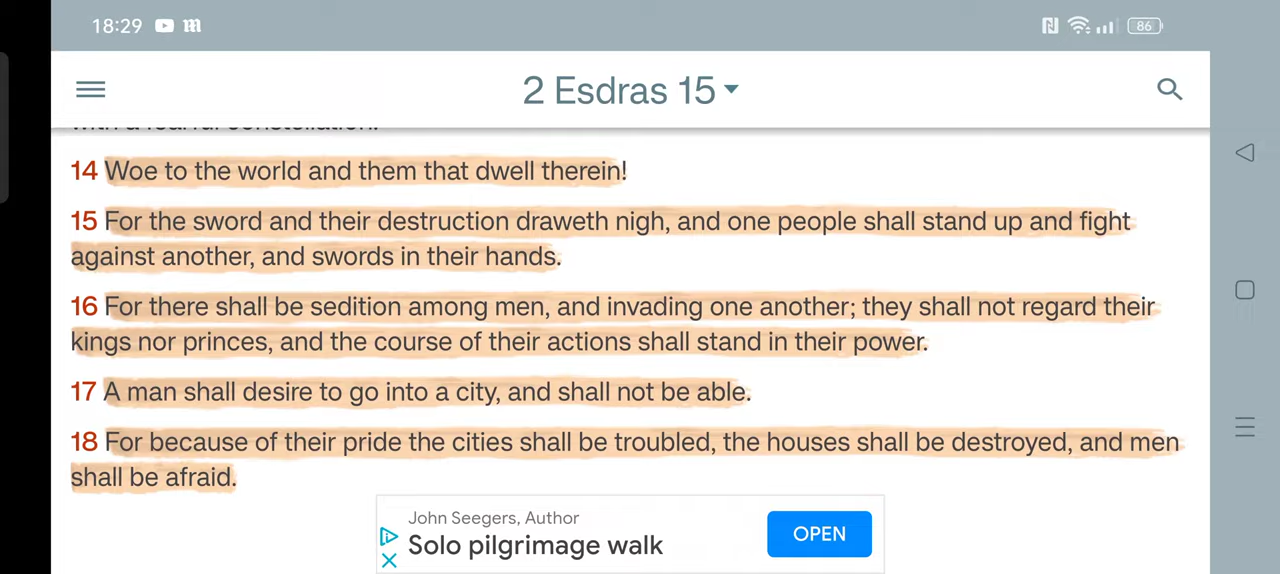 18:29
86
2 Esdras 15
with a fearful constellation.
14 Woe to the world and them that dwell therein!
15 For the sword and their destruction draweth nigh, and one people shall stand up and fight
against another, and swords in their hands.
16 For there shall be sedition among men, and invading one another; they shall not regard their
kings nor princes, and the course of their actions shall stand in their power.
17 A man shall desire to go into a city, and shall not be able.
18 For because of their pride the cities shall be troubled, the houses shall be destroyed, and men
shall be afraid.
John Seegers, Author
Solo pilgrimage walk
OPEN